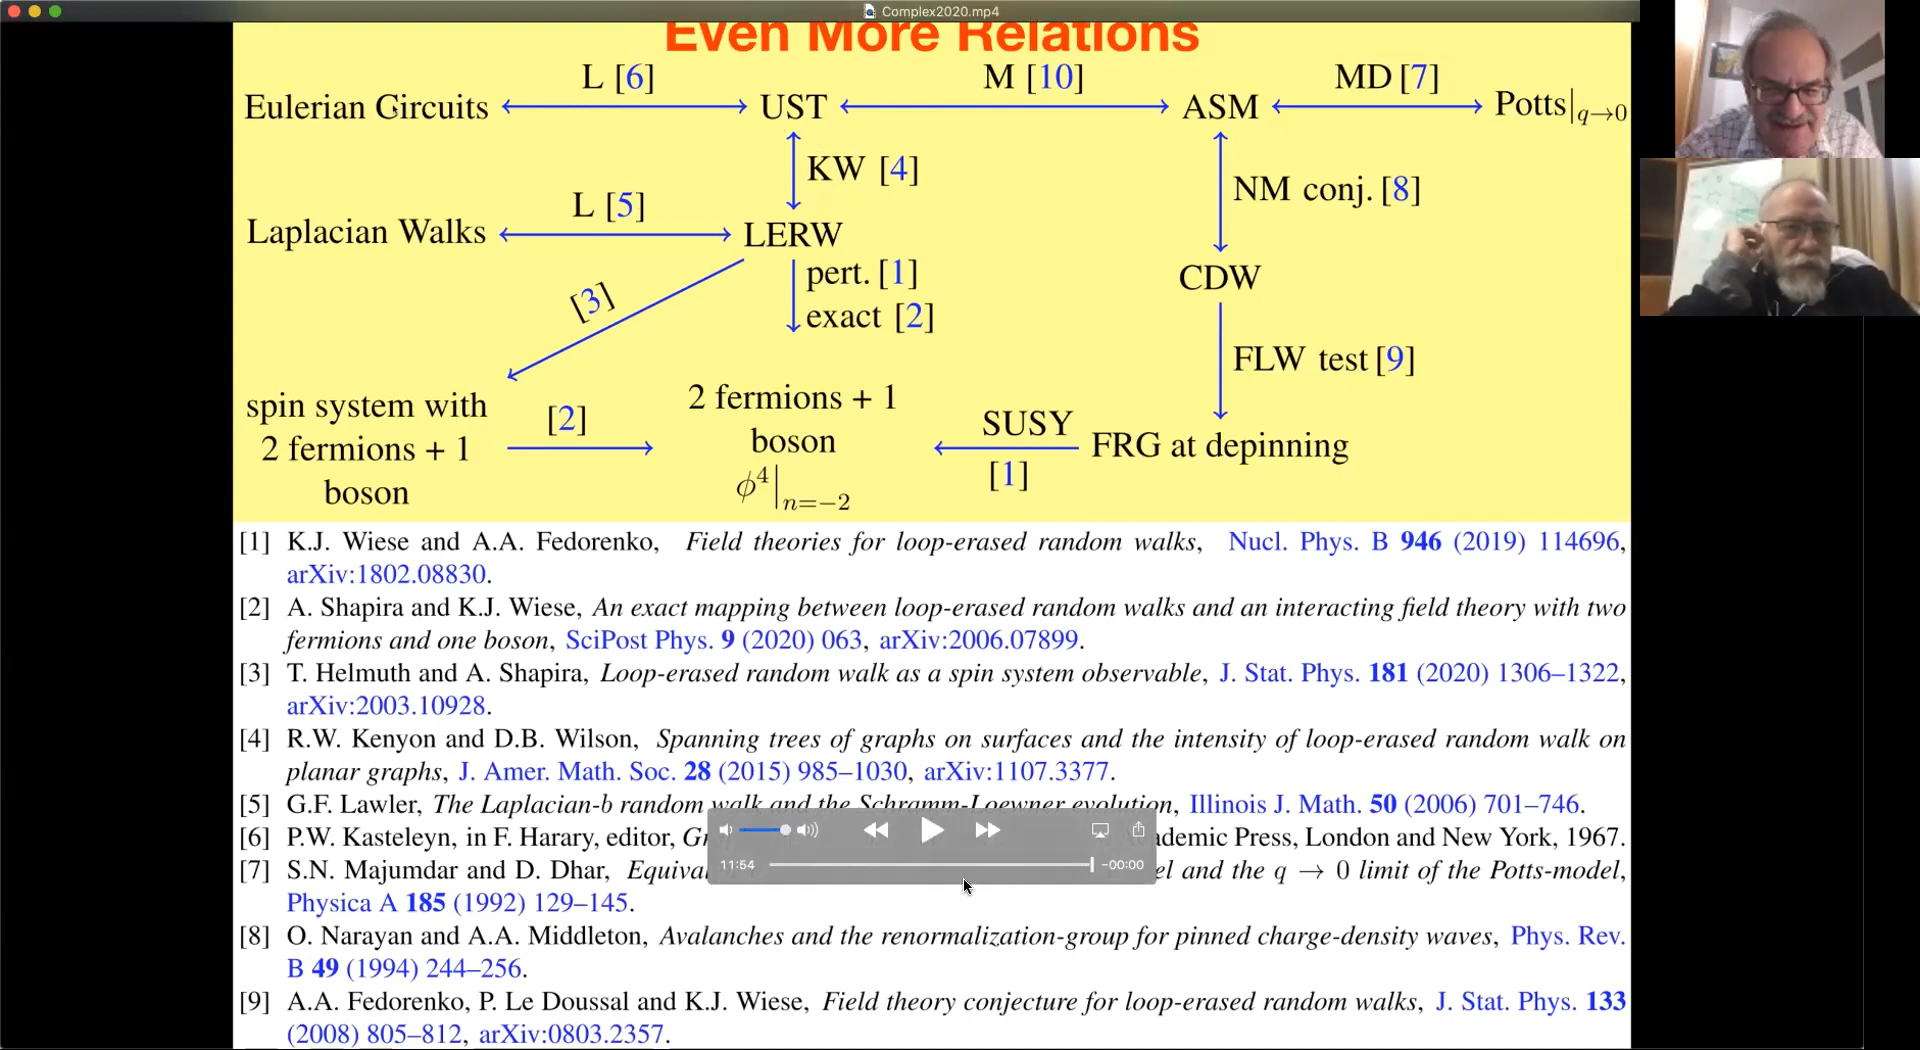 Complex2020.mp4
Even More Relations
L [6] M [10] MD [7]
Eulerian Circuits UST ASM Potts|q→0
KW [4]
NM conj. [8]
L [5]
Laplacian Walks LERW
pert. [1]
CDW
[3]
exact [2]
FLW test [9]
spin system with
2 fermions + 1
boson
[2]
2 fermions + 1
boson
ϕ⁴|n=−2
SUSY
[1]
FRG at depinning
[1] K.J. Wiese and A.A. Fedorenko, Field theories for loop-erased random walks, Nucl. Phys. B 946 (2019) 114696,
arXiv:1802.08830.
[2] A. Shapira and K.J. Wiese, An exact mapping between loop-erased random walks and an interacting field theory with two
fermions and one boson, SciPost Phys. 9 (2020) 063, arXiv:2006.07899.
[3] T. Helmuth and A. Shapira, Loop-erased random walk as a spin system observable, J. Stat. Phys. 181 (2020) 1306–1322,
arXiv:2003.10928.
[4] R.W. Kenyon and D.B. Wilson, Spanning trees of graphs on surfaces and the intensity of loop-erased random walk on
planar graphs, J. Amer. Math. Soc. 28 (2015) 985–1030, arXiv:1107.3377.
[5] G.F. Lawler, The Laplacian-b random walk and the Schramm-Loewner evolution, Illinois J. Math. 50 (2006) 701–746.
[6] P.W. Kasteleyn, in F. Harary, editor, Press, London and New York, 1967.
[7] S.N. Majumdar and D. Dhar, and the q → 0 limit of the Potts-model,
Physica A 185 (1992) 129–145.
[8] O. Narayan and A.A. Middleton, Avalanches and the renormalization-group for pinned charge-density waves, Phys. Rev.
B 49 (1994) 244–256.
[9] A.A. Fedorenko, P. Le Doussal and K.J. Wiese, Field theory conjecture for loop-erased random walks, J. Stat. Phys. 133
(2008) 805–812, arXiv:0803.2357.
11:54 −00:00